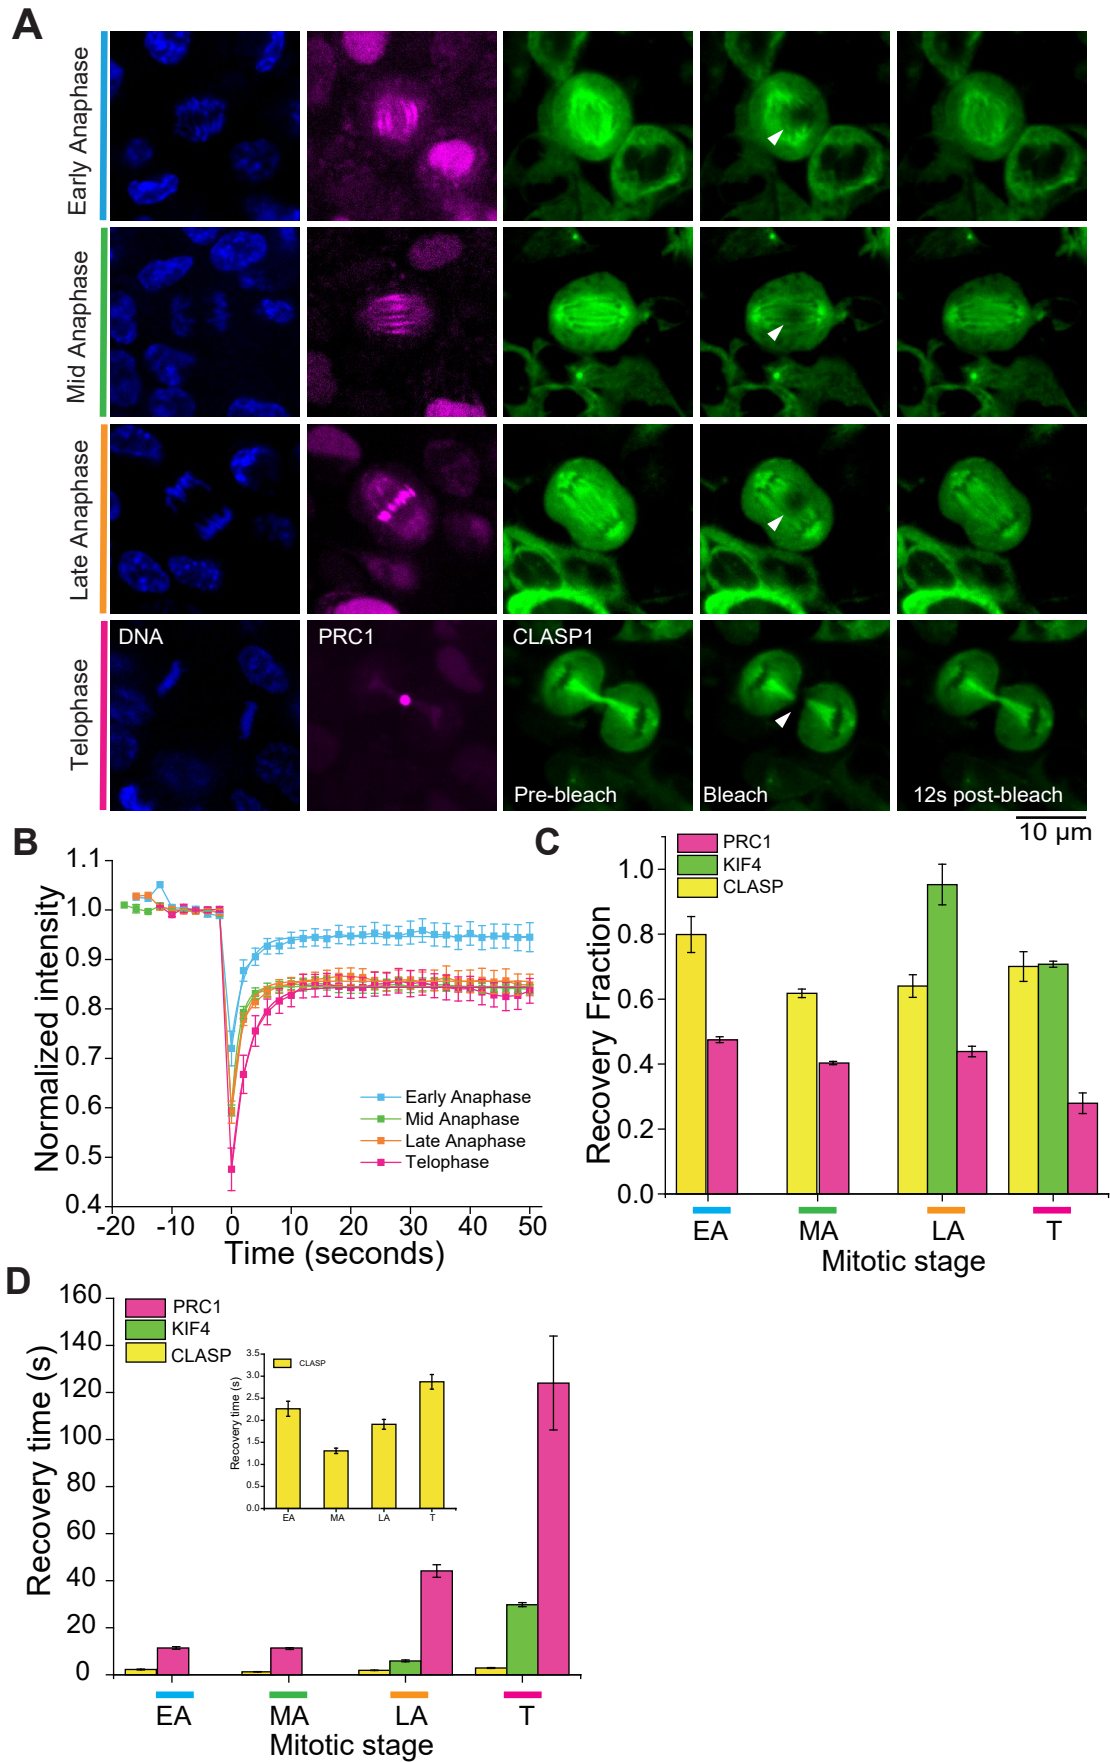 A
Early Anaphase
Mid Anaphase
Late Anaphase
Telophase
DNA
PRC1
CLASP1
Pre-bleach
Bleach
12s post-bleach
10 µm
B
Normalized intensity
1.1
1.0
0.9
0.8
0.7
0.6
0.5
0.4
-20
-10
0
10
20
30
40
50
Time (seconds)
Early Anaphase
Mid Anaphase
Late Anaphase
Telophase
C
PRC1
KIF4
CLASP
Recovery Fraction
1.0
0.8
0.6
0.4
0.2
0.0
EA
MA
LA
T
Mitotic stage
D
PRC1
KIF4
CLASP
Recovery time (s)
160
140
120
100
80
60
40
20
0
CLASP
Recovery time (s)
3.5
3.0
2.5
2.0
1.5
1.0
0.5
0.0
EA
MA
LA
T
EA
MA
LA
T
Mitotic stage